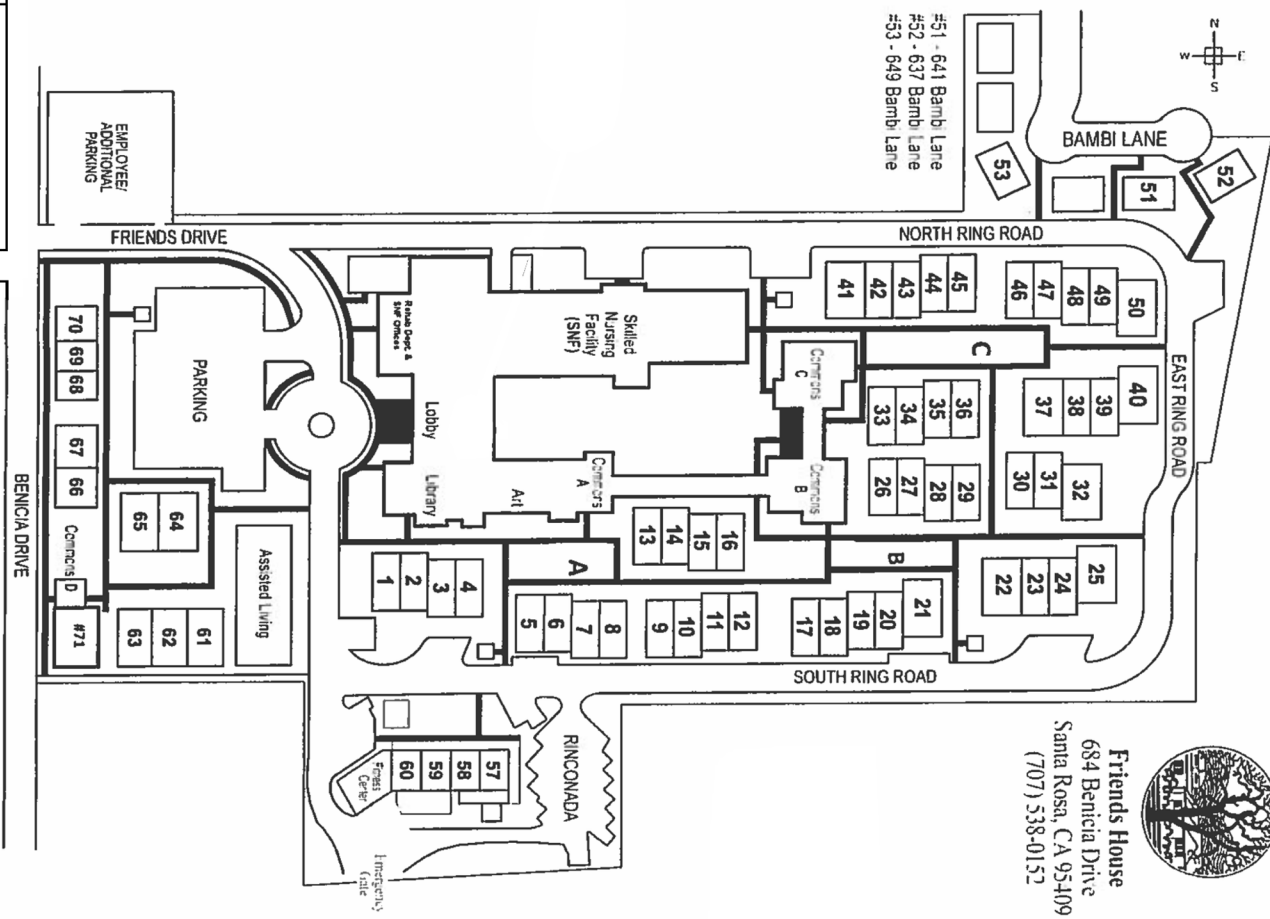 N
W
E
S
#51 - 641 Bambi Lane
#52 - 637 Bambi Lane
#53 - 649 Bambi Lane
BAMBI LANE
53
51
52
EMPLOYEE/
ADDITIONAL
PARKING
FRIENDS DRIVE
NORTH RING ROAD
EAST RING ROAD
SOUTH RING ROAD
BENICIA DRIVE
RINCONADA
41
42
43
44
45
46
47
48
49
50
Rehab Dept. &
SNF Offices
Skilled
Nursing
Facility
(SNF)
Commons
C
C
33
34
35
36
37
38
39
40
70
69
68
67
66
PARKING
Lobby
Library
Art
Commons
A
Commons
B
26
27
28
29
30
31
32
65
64
Commons D
#71
63
62
61
Assisted Living
13
14
15
16
A
B
1
2
3
4
5
6
7
8
9
10
11
12
17
18
19
20
21
22
23
24
25
60
59
58
57
Fitness
Center
Emergency
Gate
Friends House
684 Benicia Drive
Santa Rosa, CA 95409
(707) 538-0152